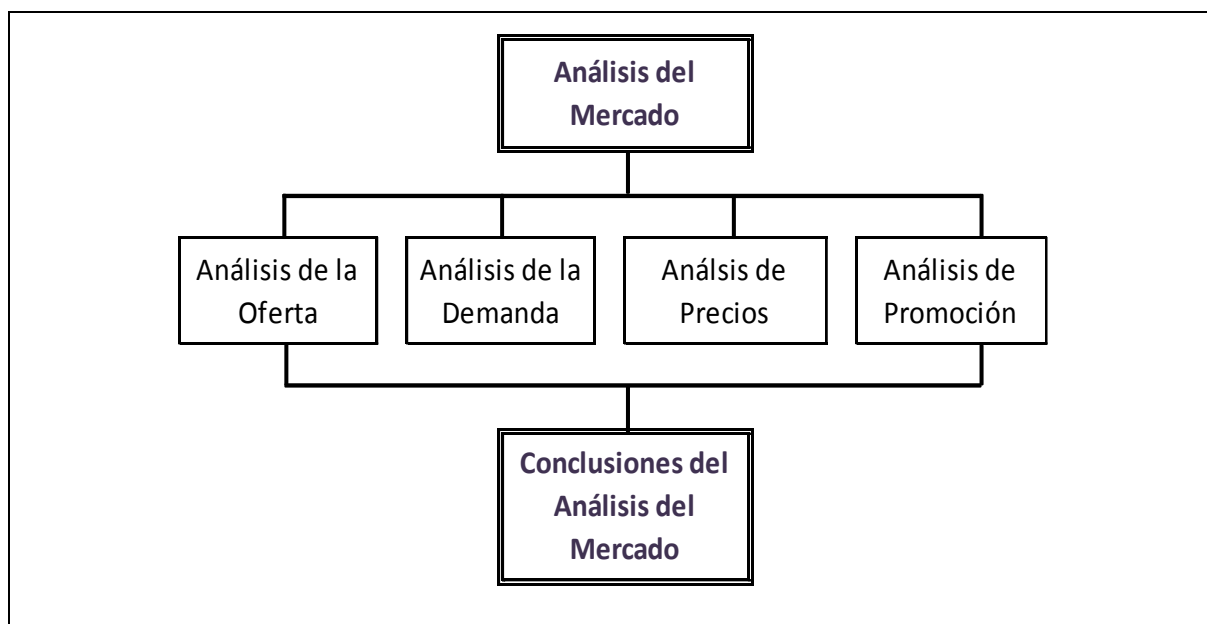 Análisis del
Mercado
Análisis de la
Oferta
Análisis de la
Demanda
Análsis de
Precios
Análisis de
Promoción
Conclusiones del
Análisis del
Mercado